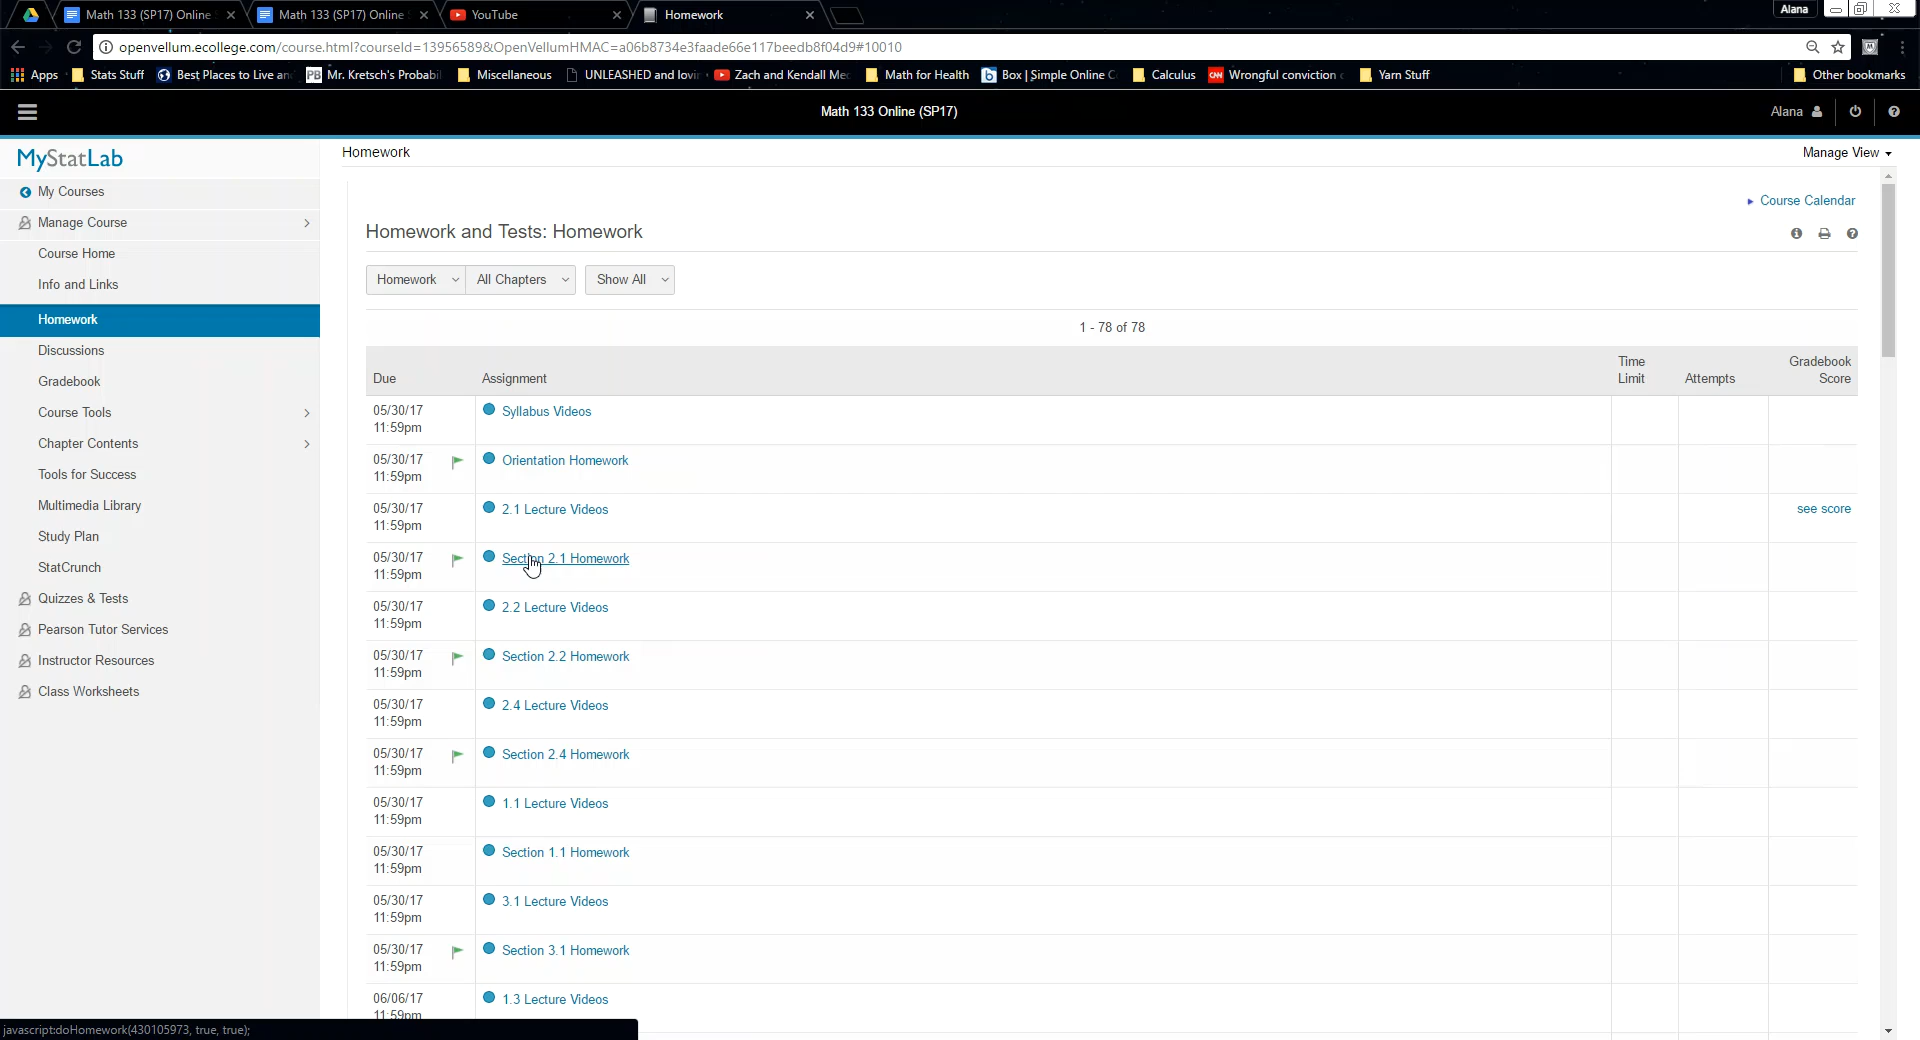 Math 133 (SP17) Online
Math 133 (SP17) Online
YouTube
Homework
Alana
openvellum.ecollege.com/course.html?courseId=13956589&OpenVellumHMAC=a06b8734e3faade66e117beedb8f04d9#10010
Apps
Stats Stuff
Best Places to Live an
PB Mr. Kretsch's Probabil
Miscellaneous
UNLEASHED and lovin
Zach and Kendall Me
Math for Health
b Box | Simple Online C
Calculus
CNN Wrongful conviction
Yarn Stuff
Other bookmarks
Math 133 Online (SP17)
Alana
MyStatLab
My Courses
Manage Course
Course Home
Info and Links
Homework
Discussions
Gradebook
Course Tools
Chapter Contents
Tools for Success
Multimedia Library
Study Plan
StatCrunch
Quizzes & Tests
Pearson Tutor Services
Instructor Resources
Class Worksheets
Homework
Manage View
Course Calendar
Homework and Tests: Homework
Homework
All Chapters
Show All
1 - 78 of 78
Due
Assignment
Time Limit
Attempts
Gradebook Score
05/30/17 11:59pm
Syllabus Videos
05/30/17 11:59pm
Orientation Homework
05/30/17 11:59pm
2.1 Lecture Videos
see score
05/30/17 11:59pm
Section 2.1 Homework
05/30/17 11:59pm
2.2 Lecture Videos
05/30/17 11:59pm
Section 2.2 Homework
05/30/17 11:59pm
2.4 Lecture Videos
05/30/17 11:59pm
Section 2.4 Homework
05/30/17 11:59pm
1.1 Lecture Videos
05/30/17 11:59pm
Section 1.1 Homework
05/30/17 11:59pm
3.1 Lecture Videos
05/30/17 11:59pm
Section 3.1 Homework
06/06/17 11:59pm
1.3 Lecture Videos
javascript:doHomework(430105973, true, true);